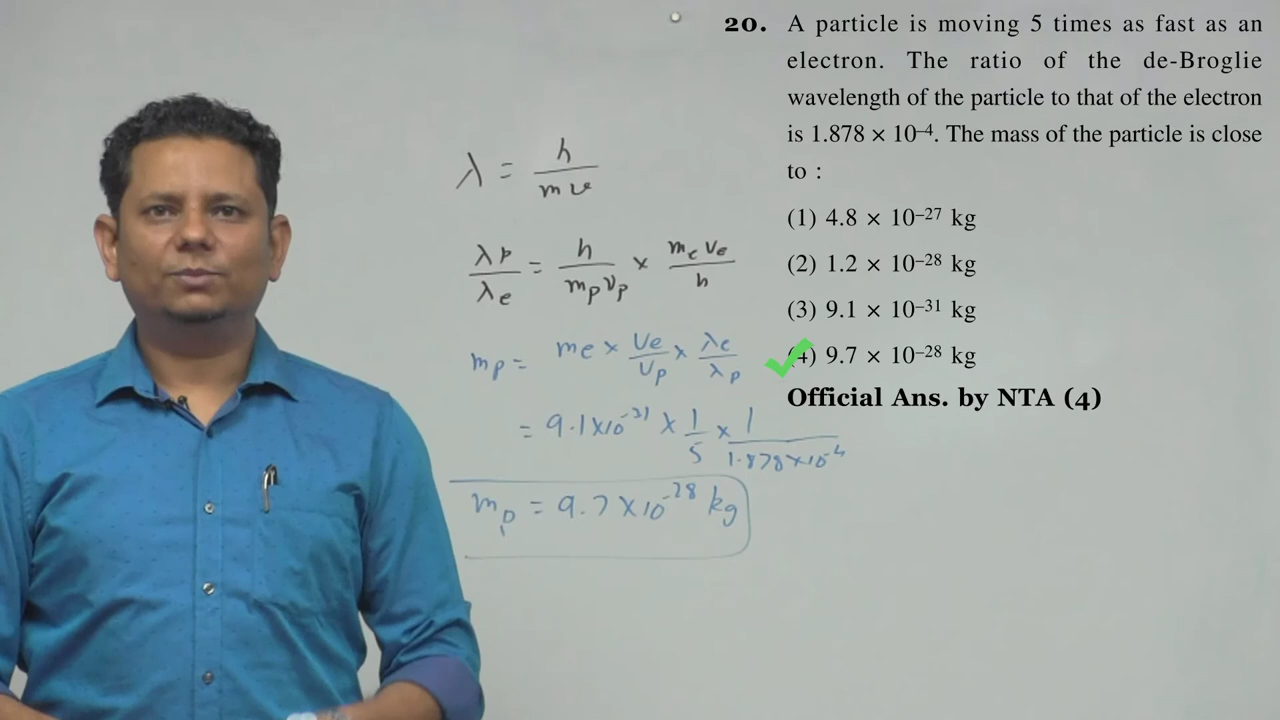 20. A particle is moving 5 times as fast as an
electron. The ratio of the de-Broglie
wavelength of the particle to that of the electron
is 1.878 × 10⁻⁴. The mass of the particle is close
to :
(1) 4.8 × 10⁻²⁷ kg
(2) 1.2 × 10⁻²⁸ kg
(3) 9.1 × 10⁻³¹ kg
(4) 9.7 × 10⁻²⁸ kg
Official Ans. by NTA (4)
λ = h / mv
λp / λe = h / mpvp × meve / h
mp = me × ve / vp × λe / λp
= 9.1×10⁻³¹ × 1 / 5 × 1 / 1.878×10⁻⁴
mp = 9.7 × 10⁻²⁸ kg